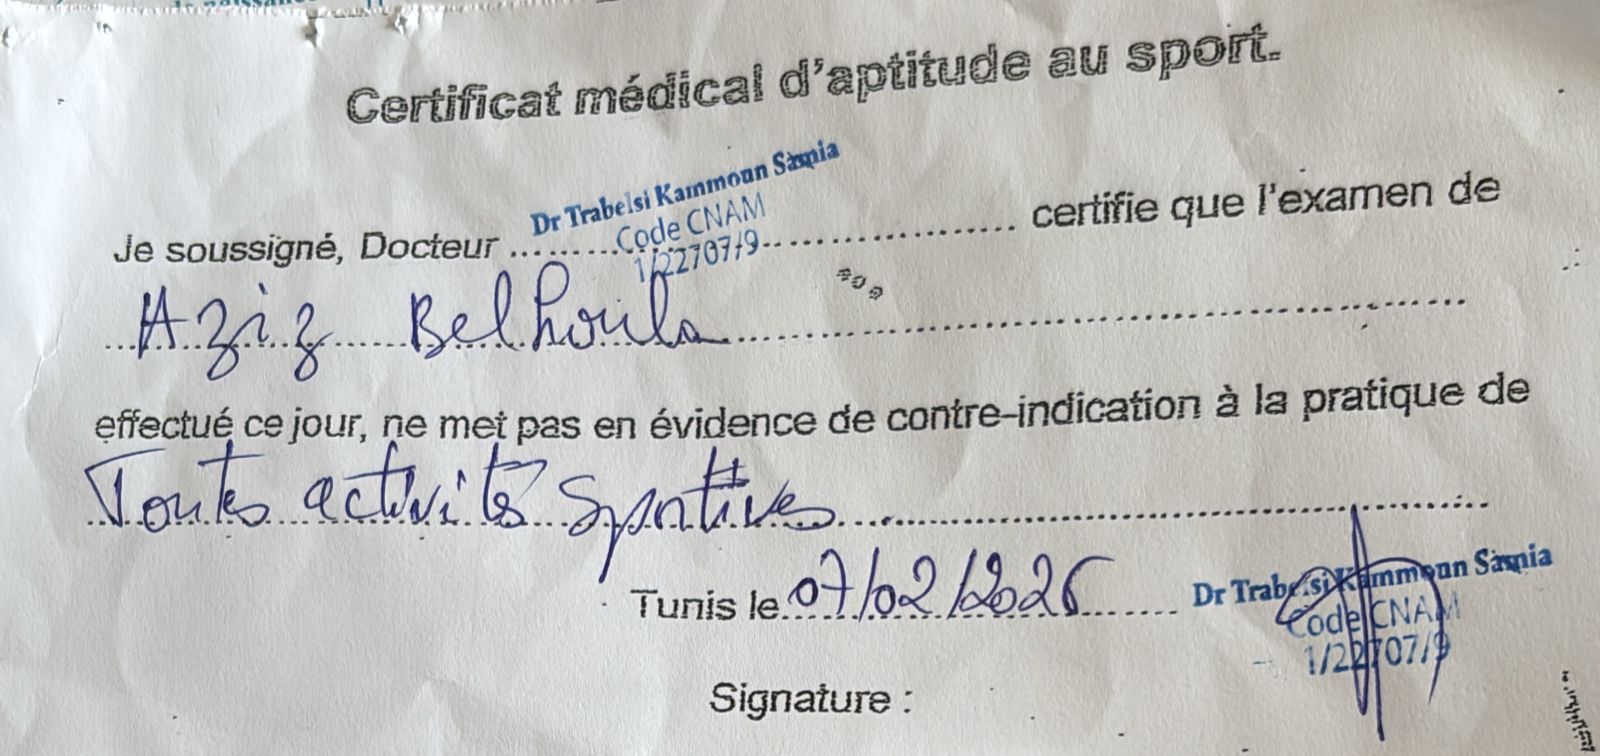 Certificat médical d'aptitude au sport.
Dr Trabelsi Kammoun Samia
Code CNAM
1/22707/9
Je soussigné, Docteur ........................ certifie que l'examen de
Aziz Belhoula
effectué ce jour, ne met pas en évidence de contre-indication à la pratique de
Toutes activités Sportives
Tunis le 07/02/2026
Dr Trabelsi Kammoun Samia
Code CNAM
1/22707/9
Signature :